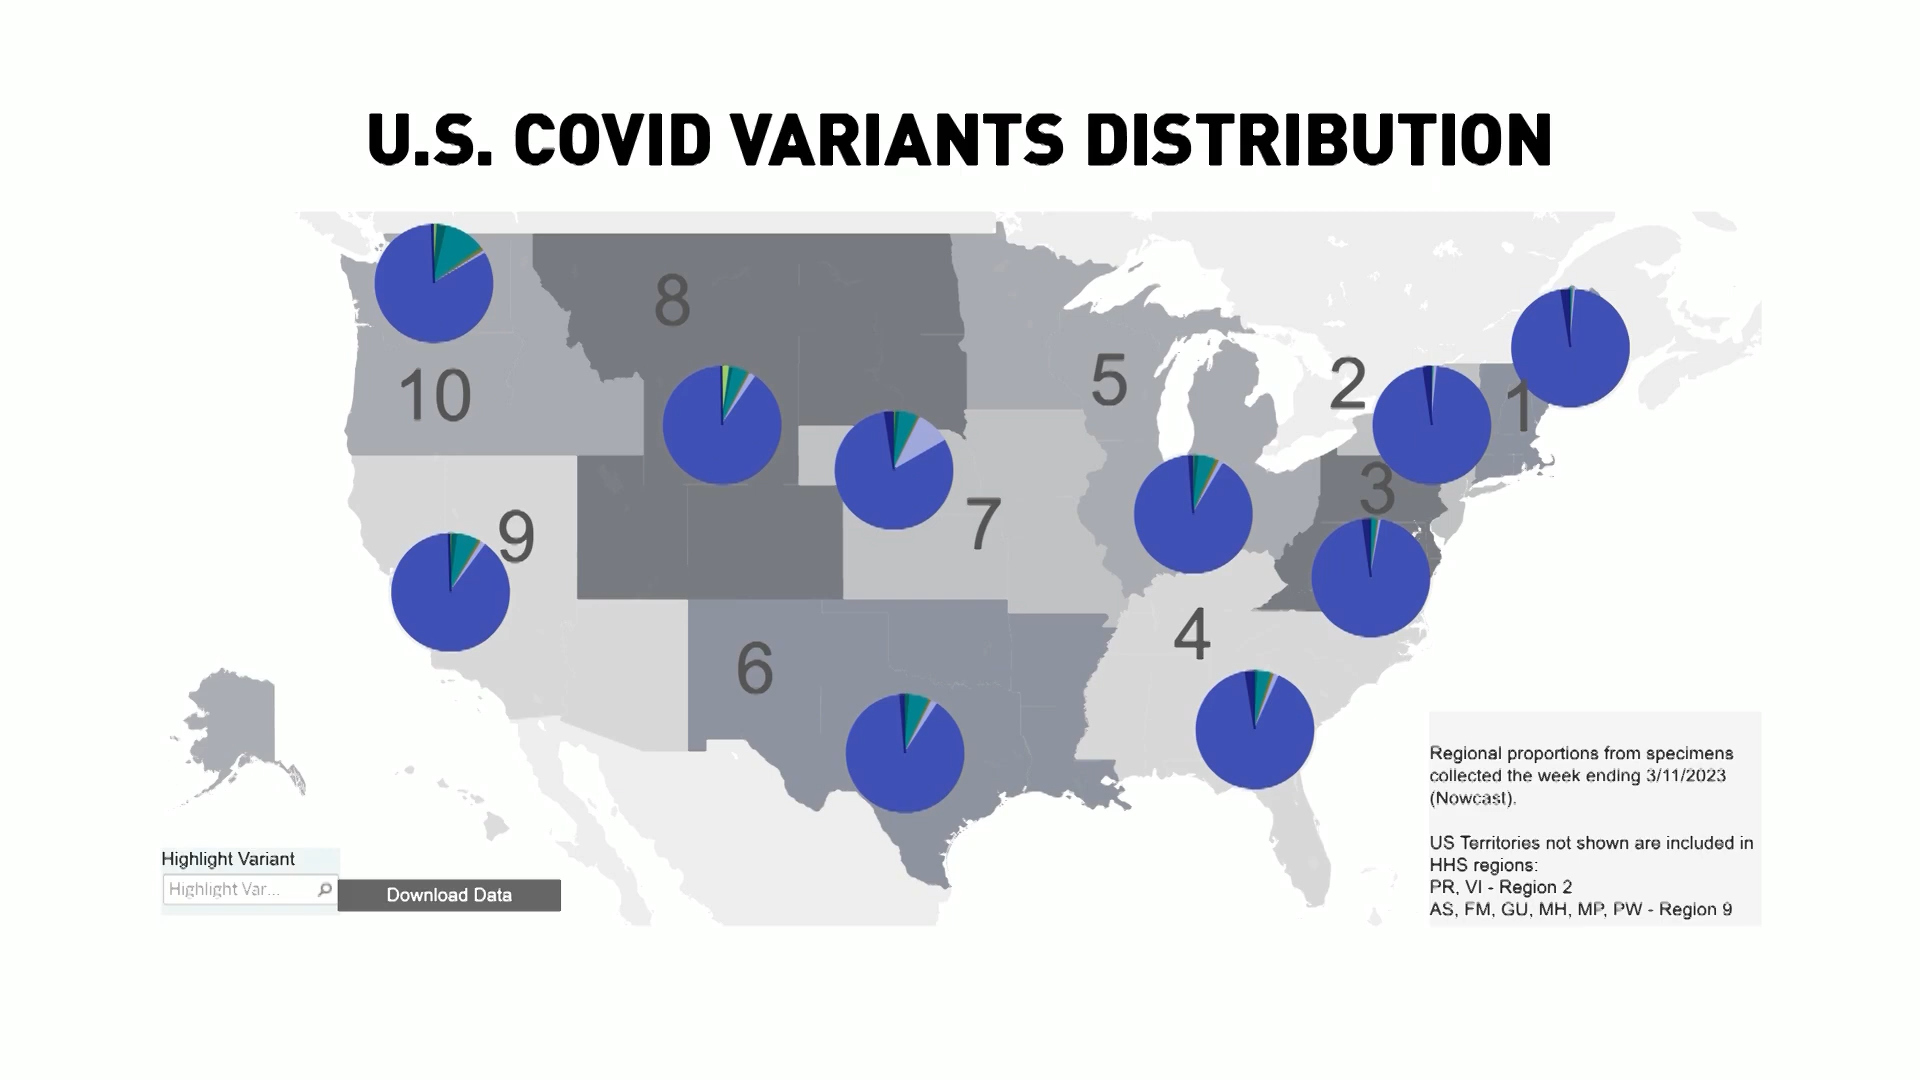 U.S. COVID VARIANTS DISTRIBUTION
8
10
5
2
1
3
9
7
4
6
Regional proportions from specimens
collected the week ending 3/11/2023
(Nowcast).
US Territories not shown are included in
HHS regions:
PR, VI - Region 2
AS, FM, GU, MH, MP, PW - Region 9
Highlight Variant
Highlight Var...
Download Data